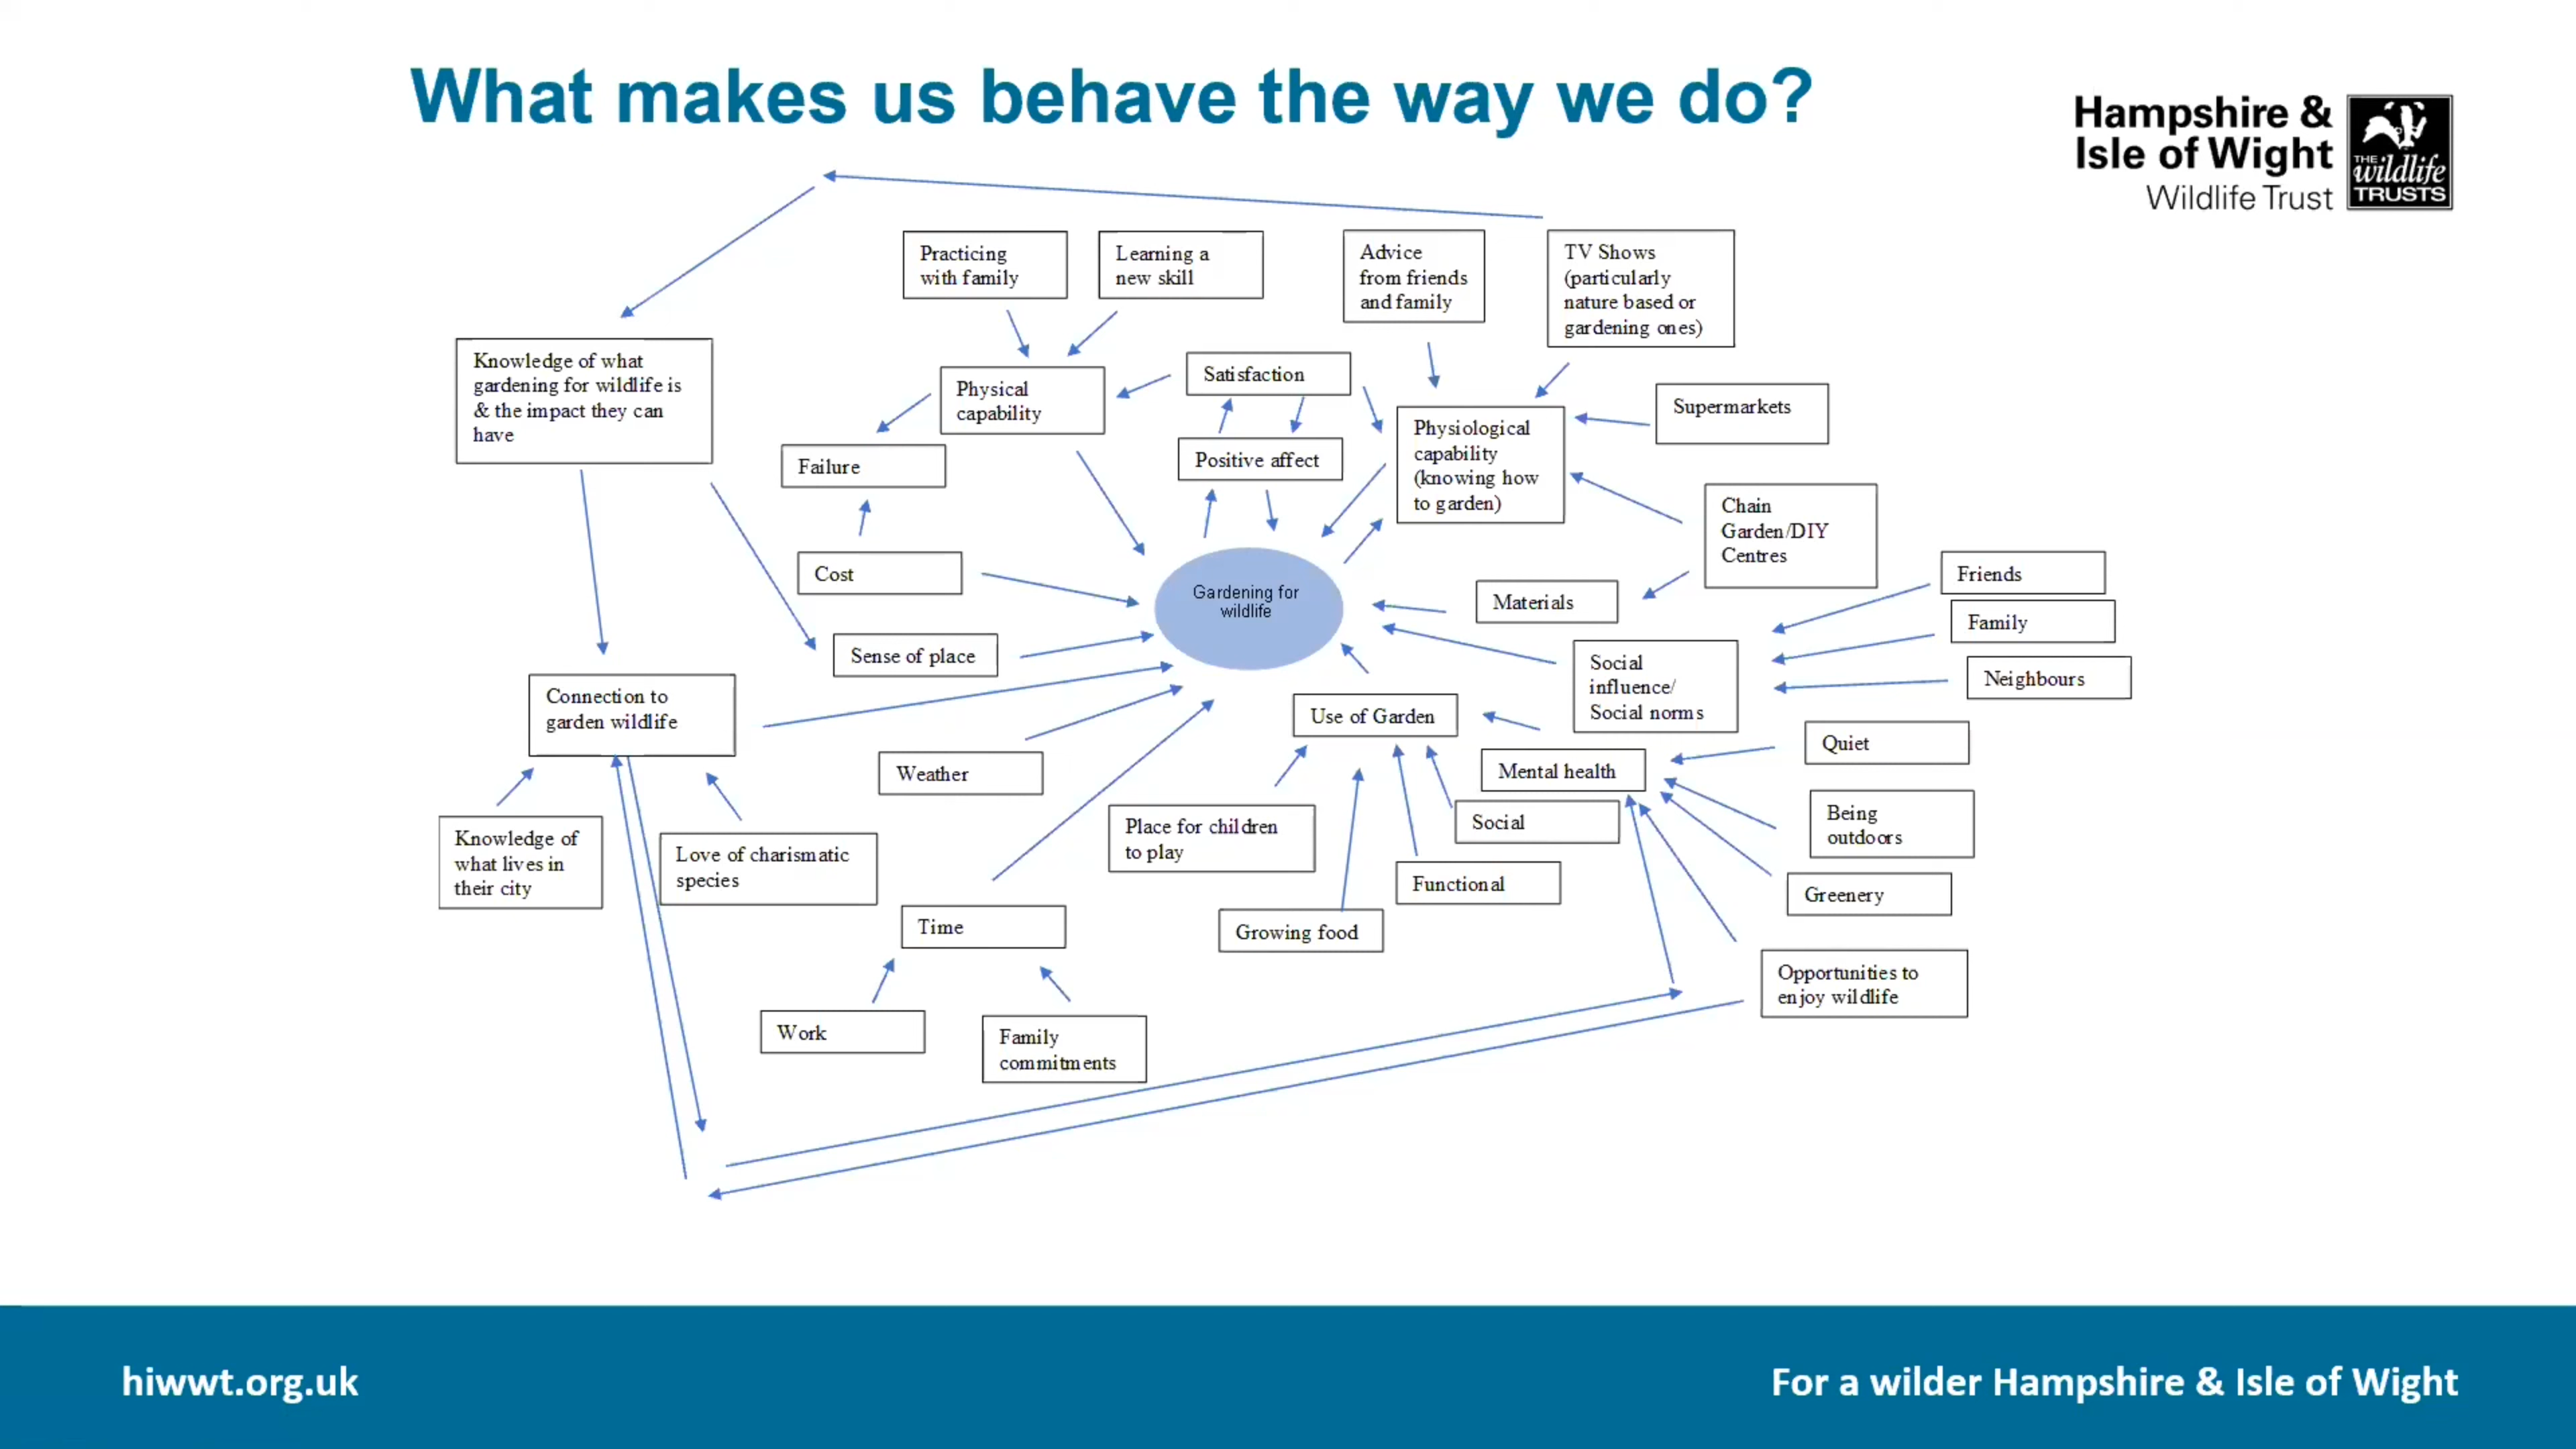 What makes us behave the way we do?
Hampshire &
Isle of Wight
Wildlife Trust
THE
wildlife
TRUSTS
Practicing
with family
Learning a
new skill
Advice
from friends
and family
TV Shows
(particularly
nature based or
gardening ones)
Knowledge of what
gardening for wildlife is
& the impact they can
have
Physical
capability
Satisfaction
Supermarkets
Physiological
capability
(knowing how
to garden)
Failure
Positive affect
Chain
Garden/DIY
Centres
Cost
Gardening for
wildlife
Materials
Friends
Family
Neighbours
Sense of place
Social
influence/
Social norms
Connection to
garden wildlife
Use of Garden
Quiet
Weather
Mental health
Place for children
to play
Social
Being
outdoors
Knowledge of
what lives in
their city
Love of charismatic
species
Functional
Greenery
Time
Growing food
Opportunities to
enjoy wildlife
Work
Family
commitments
hiwwt.org.uk
For a wilder Hampshire & Isle of Wight